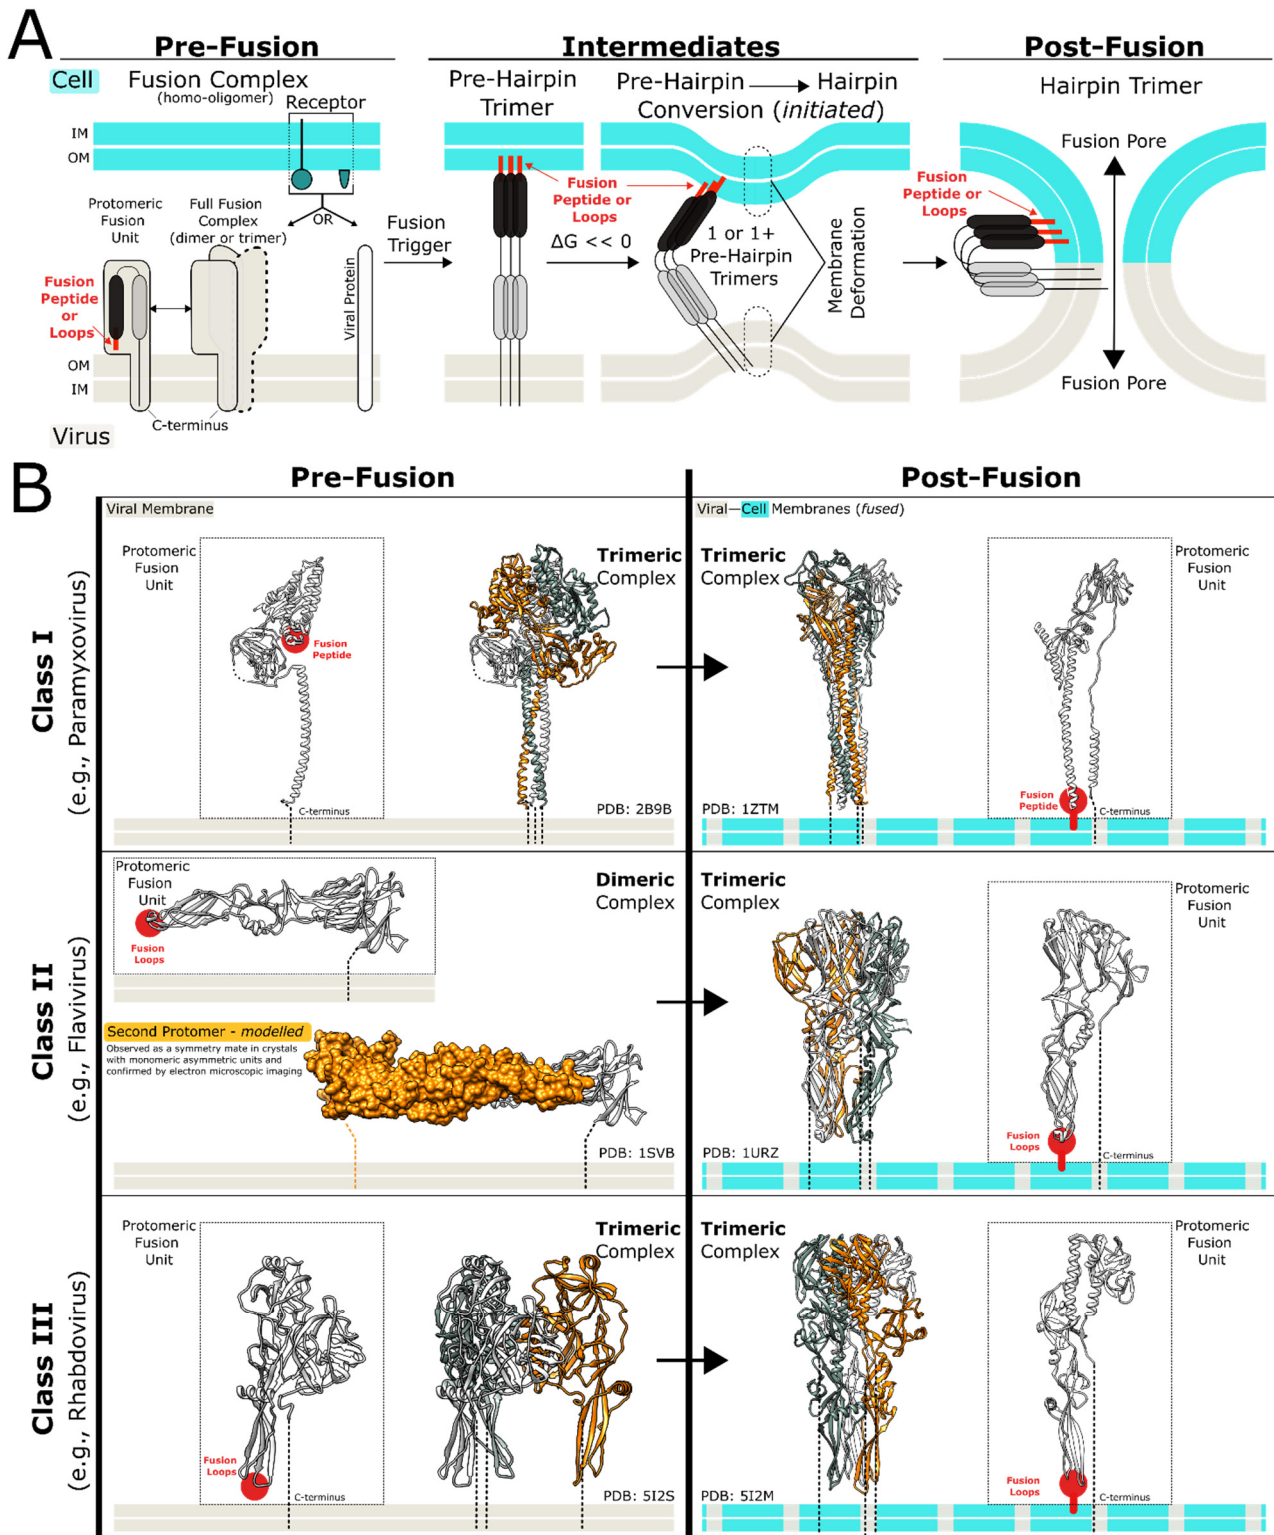 A
Pre-Fusion
Intermediates
Post-Fusion
Cell
Fusion Complex
(homo-oligomer)
Receptor
Pre-Hairpin
Trimer
Pre-Hairpin
Hairpin
Conversion (initiated)
Hairpin Trimer
IM
OM
OR
Protomeric
Fusion
Unit
Full Fusion
Complex
(dimer or trimer)
Fusion
Peptide
or
Loops
Viral Protein
Fusion
Trigger
Fusion
Peptide or
Loops
ΔG << 0
1 or 1+
Pre-Hairpin
Trimers
Membrane
Deformation
Fusion Pore
Fusion
Peptide or
Loops
Fusion Pore
OM
IM
C-terminus
Virus
B
Pre-Fusion
Post-Fusion
Class I
(e.g., Paramyxovirus)
Viral Membrane
Protomeric
Fusion
Unit
Fusion
Peptide
C-terminus
Trimeric
Complex
PDB: 2B9B
Viral—Cell Membranes (fused)
Trimeric
Complex
PDB: 1ZTM
Protomeric
Fusion
Unit
Fusion
Peptide
C-terminus
Class II
(e.g., Flavivirus)
Protomeric
Fusion
Unit
Fusion
Loops
Dimeric
Complex
Second Protomer - modelled
Observed as a symmetry mate in crystals
with monomeric asymmetric units and
confirmed by electron microscopic imaging
PDB: 1SVB
Trimeric
Complex
PDB: 1URZ
Protomeric
Fusion
Unit
Fusion
Loops
C-terminus
Class III
(e.g., Rhabdovirus)
Protomeric
Fusion
Unit
Fusion
Loops
C-terminus
Trimeric
Complex
PDB: 5I2S
Trimeric
Complex
PDB: 5I2M
Protomeric
Fusion
Unit
Fusion
Loops
C-terminus